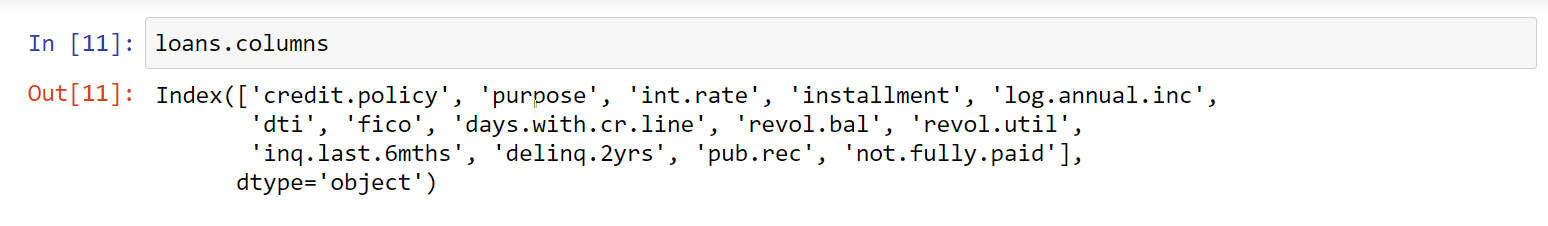 In [11]: loans.columns
Out[11]: Index(['credit.policy', 'purpose', 'int.rate', 'installment', 'log.annual.inc',
'dti', 'fico', 'days.with.cr.line', 'revol.bal', 'revol.util',
'inq.last.6mths', 'delinq.2yrs', 'pub.rec', 'not.fully.paid'],
dtype='object')